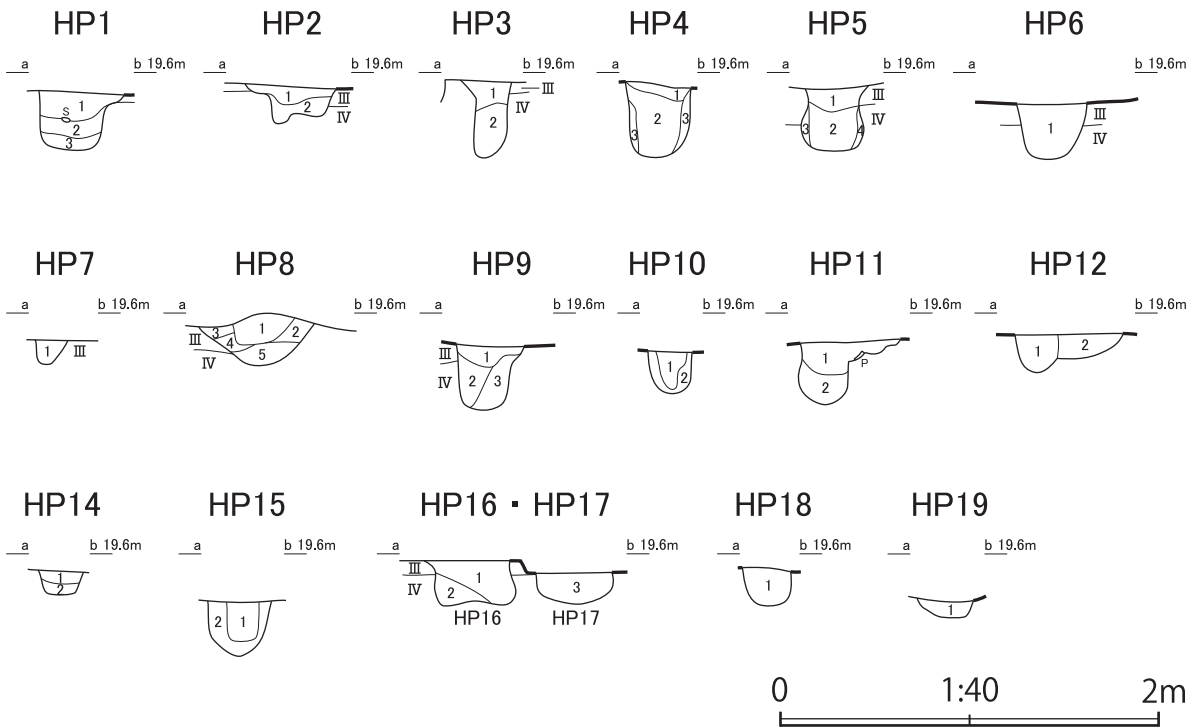 HP1 HP2 HP3 HP4 HP5 HP6
a b 19.6m a b 19.6m a b 19.6m a b 19.6m a b 19.6m a b 19.6m
1 S 2 3
1 2 Ⅲ Ⅳ
1 2 Ⅲ Ⅳ
1 2 3 3
1 2 3 4 Ⅲ Ⅳ
1 Ⅲ Ⅳ
HP7 HP8 HP9 HP10 HP11 HP12
a b 19.6m a b 19.6m a b 19.6m a b 19.6m a b 19.6m a b 19.6m
1 Ⅲ
Ⅲ Ⅳ 3 4 1 2 5
Ⅲ Ⅳ 1 2 3
1 2
1 2 P
1 2
HP14 HP15 HP16・HP17 HP18 HP19
a b 19.6m a b 19.6m a b 19.6m a b 19.6m a b 19.6m
1 2
2 1
Ⅲ Ⅳ 1 2 3
HP16 HP17
1
1
0 1:40 2m